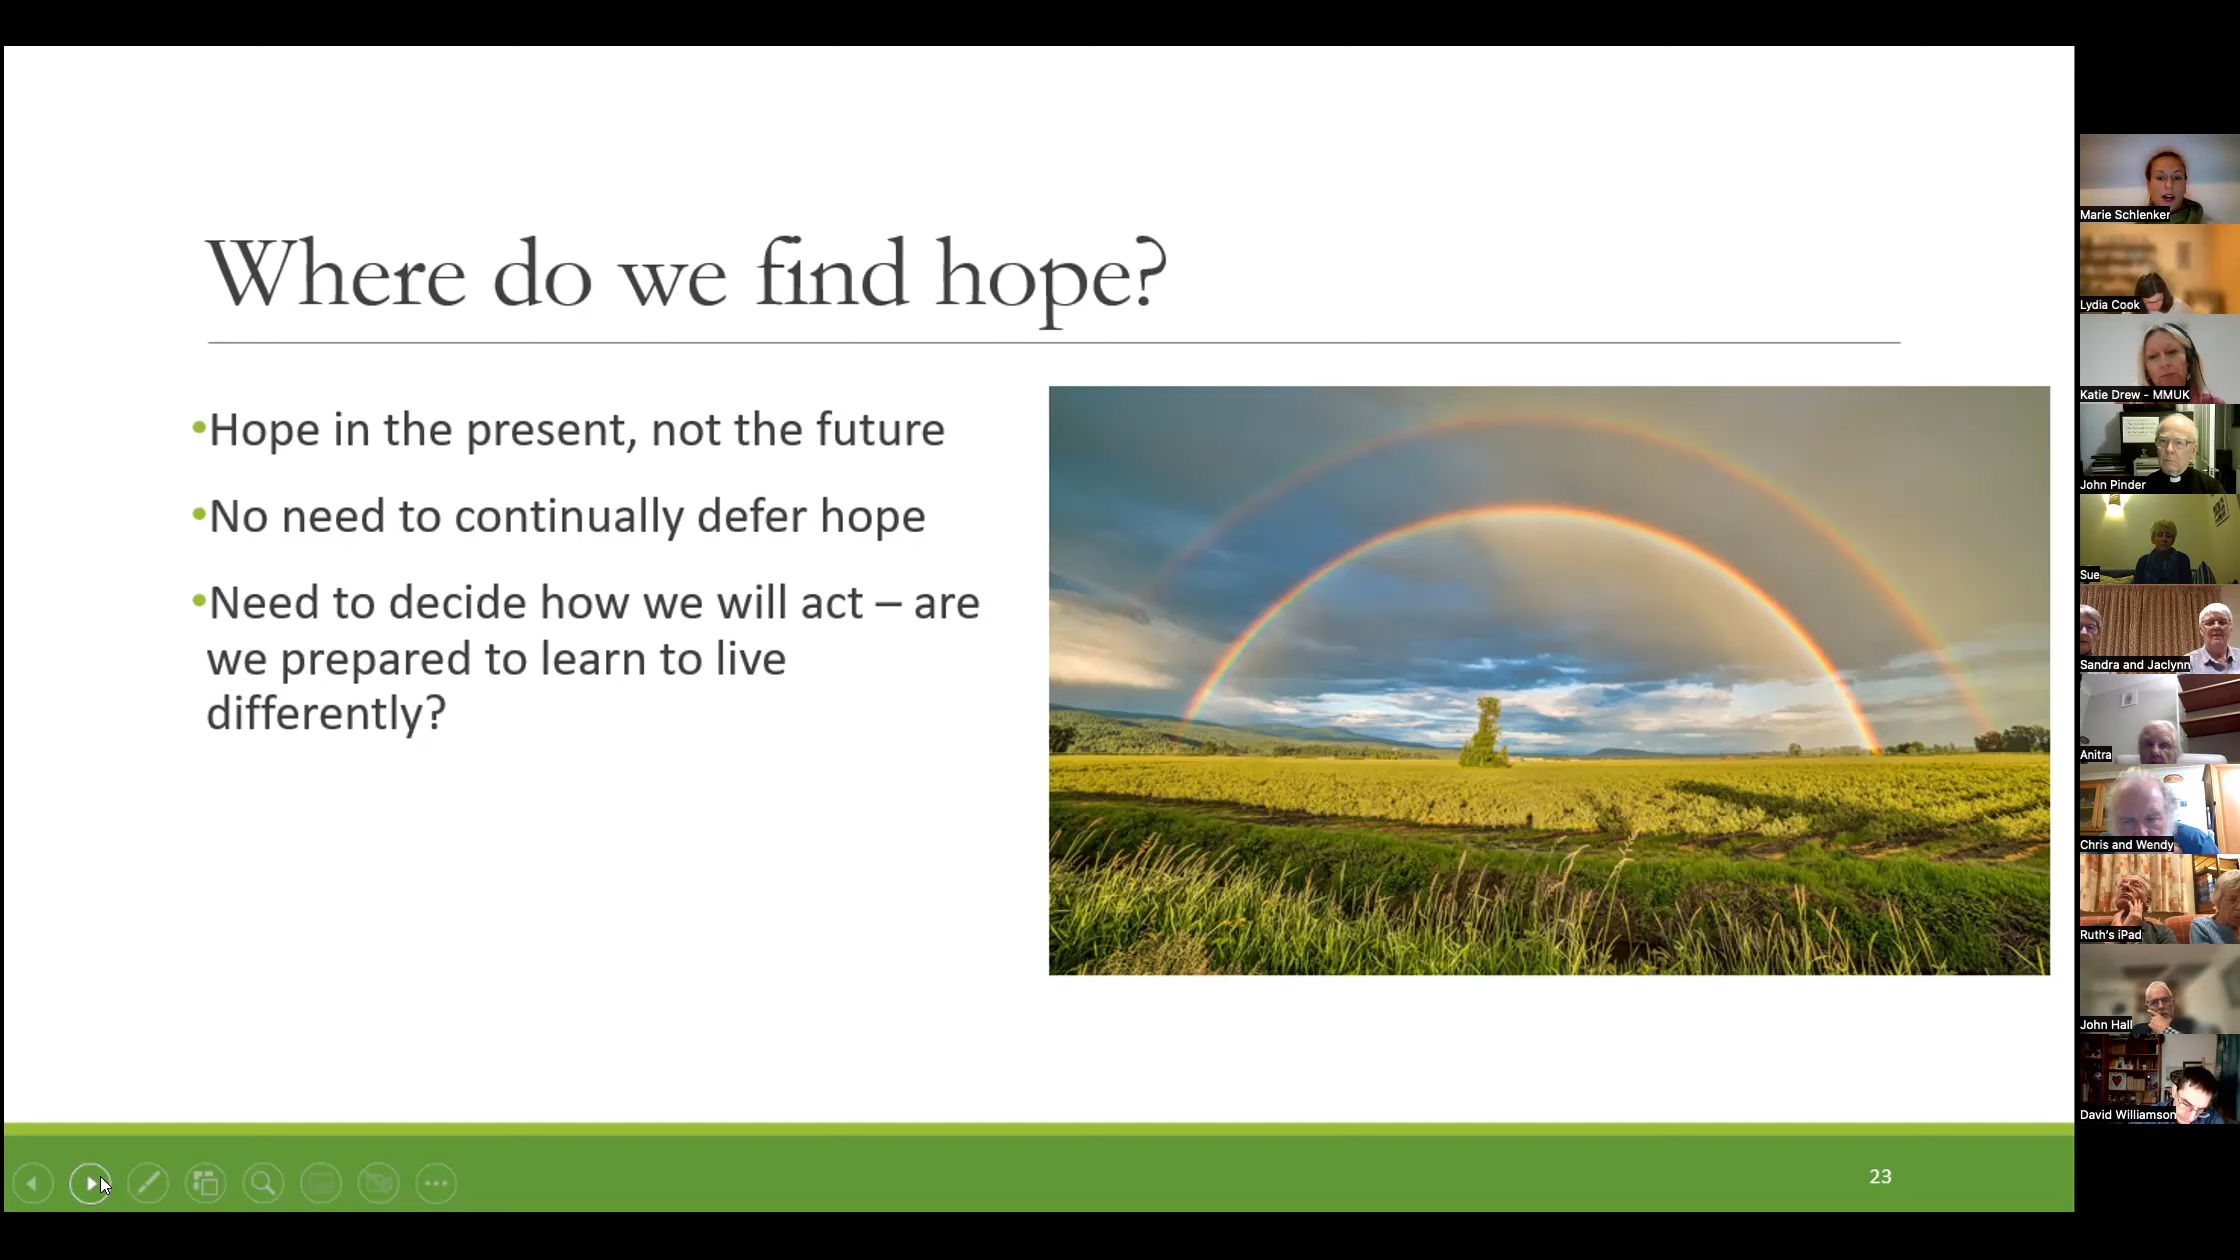 Where do we find hope?
•Hope in the present, not the future
•No need to continually defer hope
•Need to decide how we will act – are
we prepared to learn to live
differently?
23
Marie Schlenker
Lydia Cook
Katie Drew - MMUK
John Pinder
Sue
Sandra and Jaclynn
Anitra
Chris and Wendy
Ruth's iPad
John Hall
David Williamson